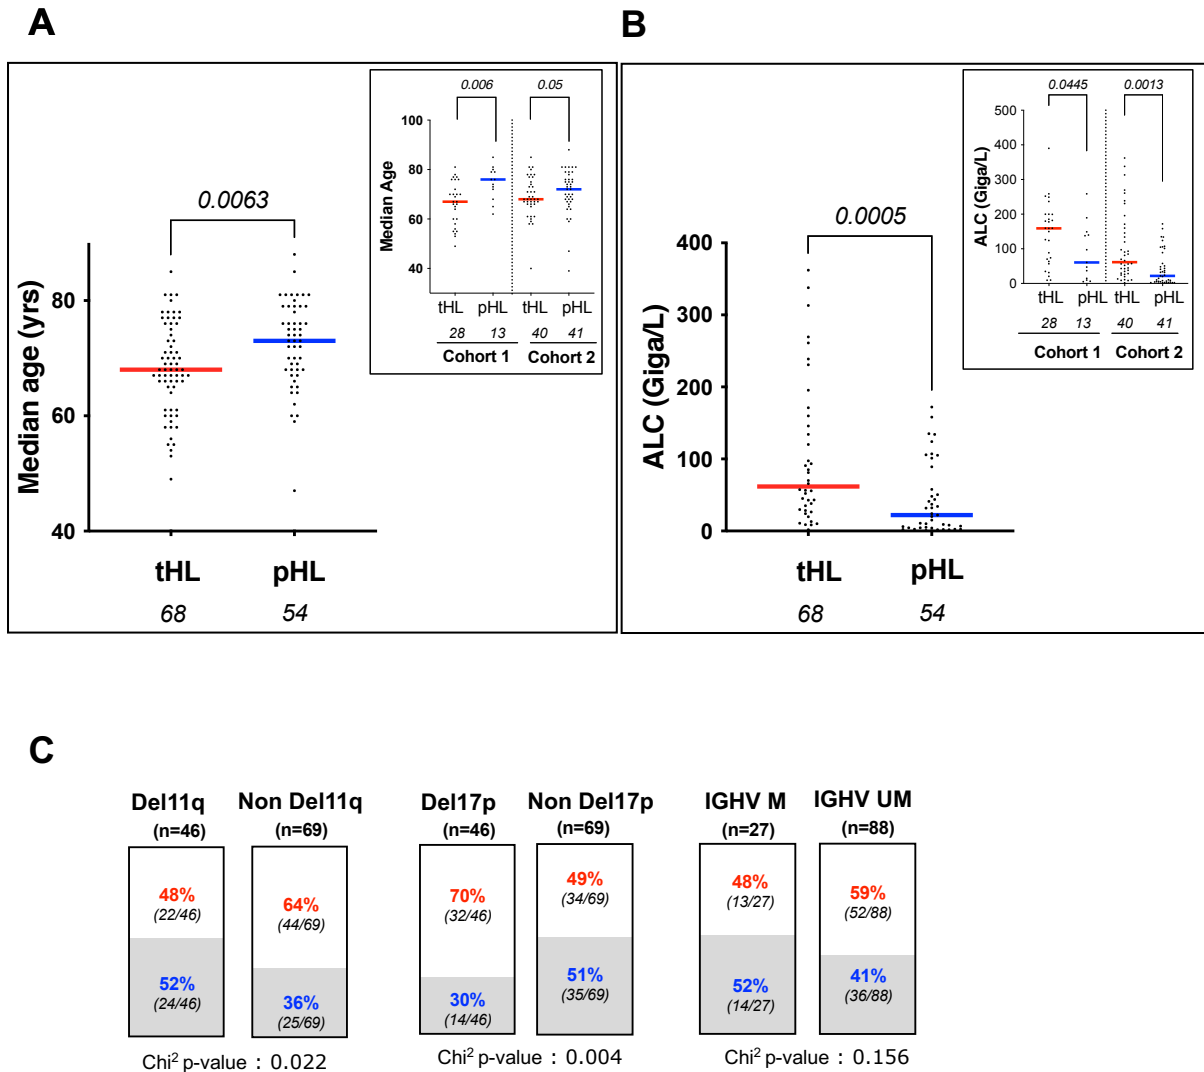 A
0.0063
Median age (yrs)
80
60
40
tHL pHL
68 54
0.006 0.05
Median Age
100
80
60
40
tHL pHL tHL pHL
28 13 40 41
Cohort 1 Cohort 2
B
0.0005
ALC (Giga/L)
400
300
200
100
0
tHL pHL
68 54
0.0445 0.0013
ALC (Giga/L)
500
400
300
200
100
0
tHL pHL tHL pHL
28 13 40 41
Cohort 1 Cohort 2
C
Del11q Non Del11q
(n=46) (n=69)
48% 64%
(22/46) (44/69)
52% 36%
(24/46) (25/69)
Chi² p-value : 0.022
Del17p Non Del17p
(n=46) (n=69)
70% 49%
(32/46) (34/69)
30% 51%
(14/46) (35/69)
Chi² p-value : 0.004
IGHV M IGHV UM
(n=27) (n=88)
48% 59%
(13/27) (52/88)
52% 41%
(14/27) (36/88)
Chi² p-value : 0.156